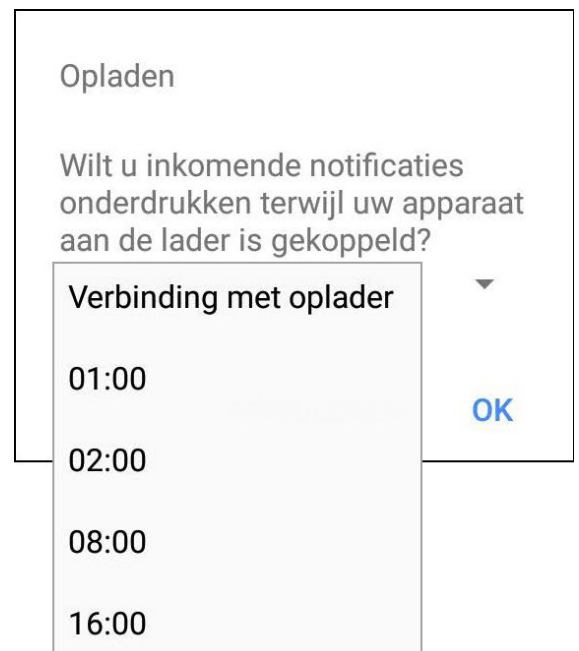 Opladen
Wilt u inkomende notificaties
onderdrukken terwijl uw apparaat
aan de lader is gekoppeld?
Verbinding met oplader
01:00
OK
02:00
08:00
16:00